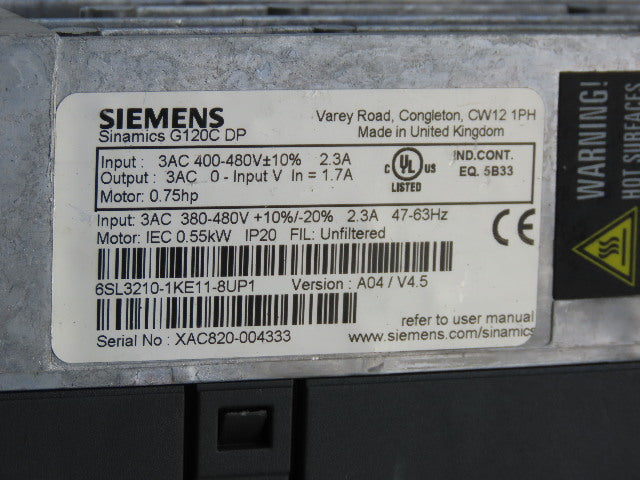 SIEMENS
Sinamics G120C DP
Varey Road, Congleton, CW12 1PH
Made in United Kingdom
Input : 3AC 400-480V±10% 2.3A
Output : 3AC 0 - Input V In = 1.7A
Motor: 0.75hp
C UL US
LISTED
IND.CONT.
EQ. 5B33
Input: 3AC 380-480V +10%/-20% 2.3A 47-63Hz
Motor: IEC 0.55kW IP20 FIL: Unfiltered
CE
6SL3210-1KE11-8UP1 Version : A04 / V4.5
Serial No : XAC820-004333
refer to user manual
www.siemens.com/sinamics
WARNING!
HOT SURFACES